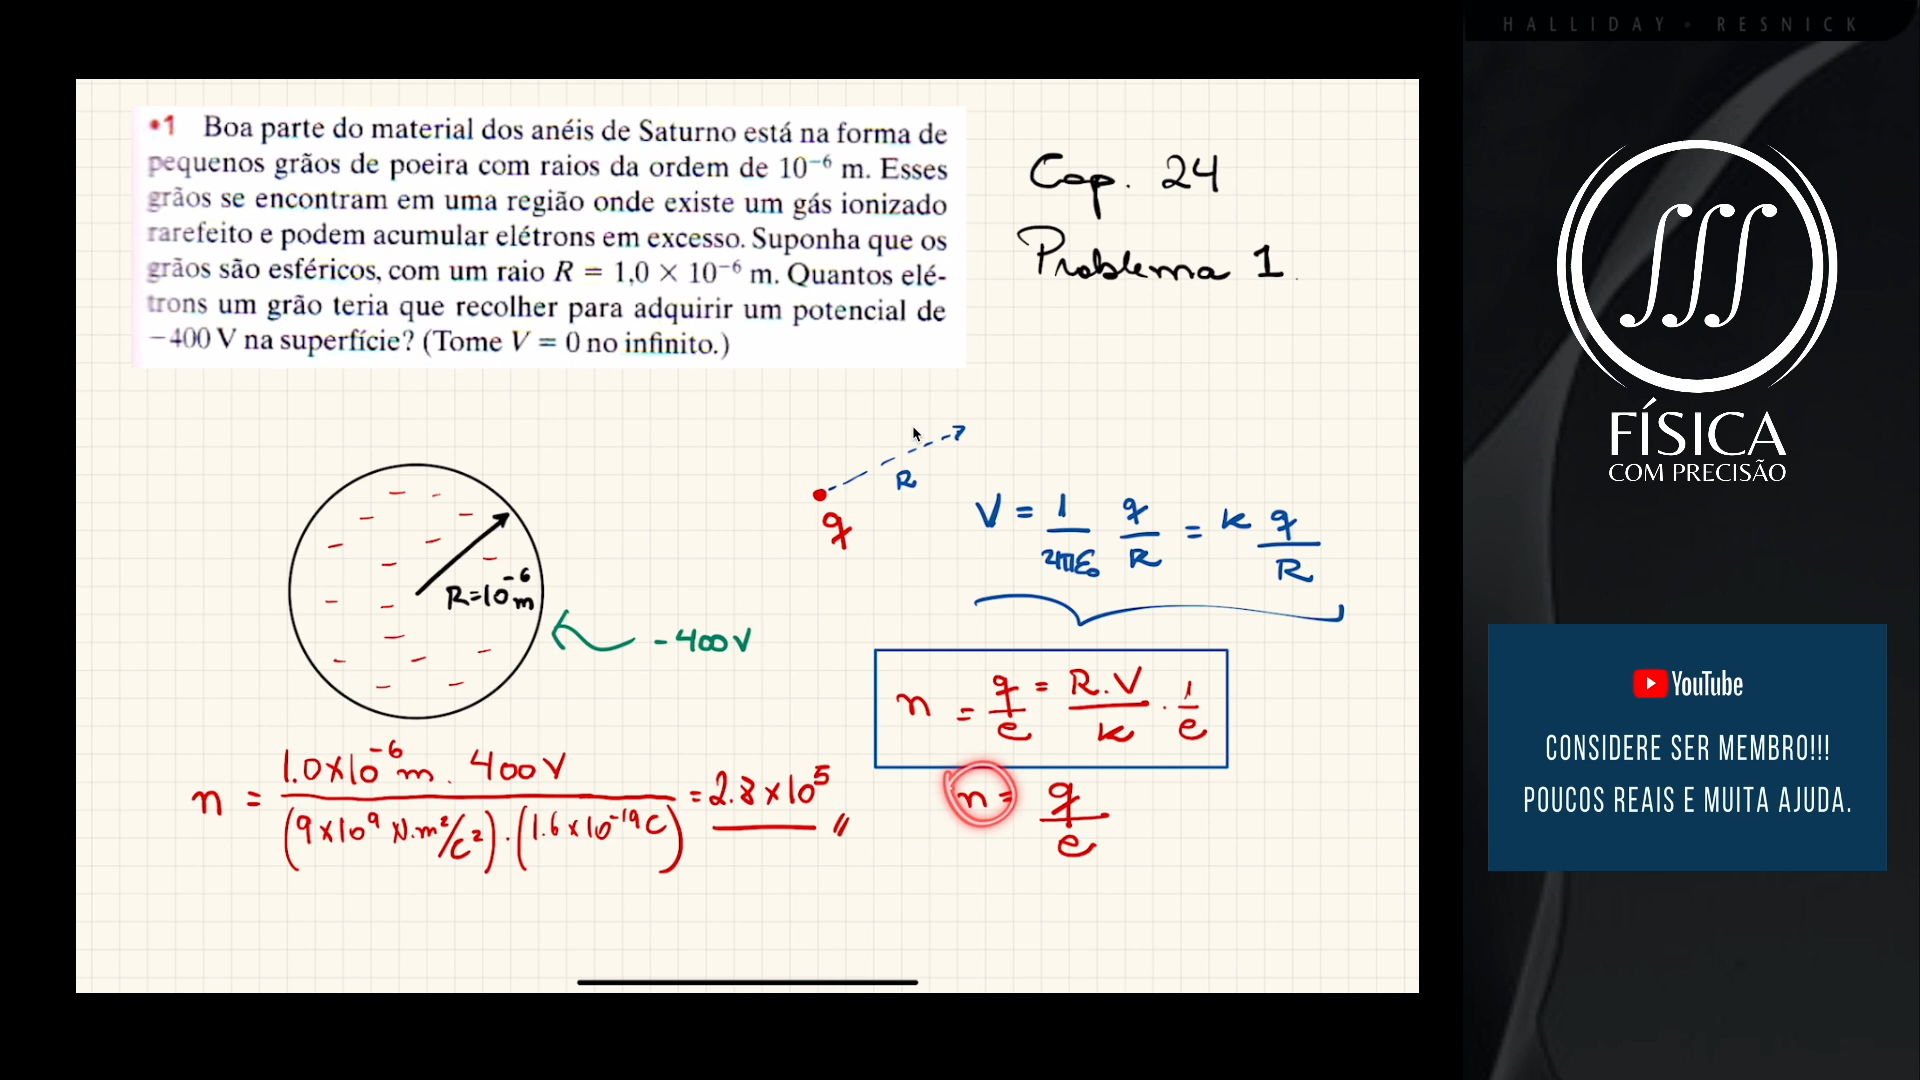 HALLIDAY • RESNICK
•1 Boa parte do material dos anéis de Saturno está na forma de
pequenos grãos de poeira com raios da ordem de 10⁻⁶ m. Esses
grãos se encontram em uma região onde existe um gás ionizado
rarefeito e podem acumular elétrons em excesso. Suponha que os
grãos são esféricos, com um raio R = 1,0 × 10⁻⁶ m. Quantos elé-
trons um grão teria que recolher para adquirir um potencial de
−400 V na superfície? (Tome V = 0 no infinito.)
Cap. 24
Problema 1.
R
q
V = 1/4πε₀ q/R = k q/R
R=10⁻⁶ m
-400V
n = q/e = R.V/k . 1/e
n = 1.0×10⁻⁶ m . 400V / (9×10⁹ N.m²/C²).(1.6×10⁻¹⁹C) = 2.8×10⁵ //
n = q/e
∫∫∫
FÍSICA
COM PRECISÃO
YouTube
CONSIDERE SER MEMBRO!!!
POUCOS REAIS E MUITA AJUDA.